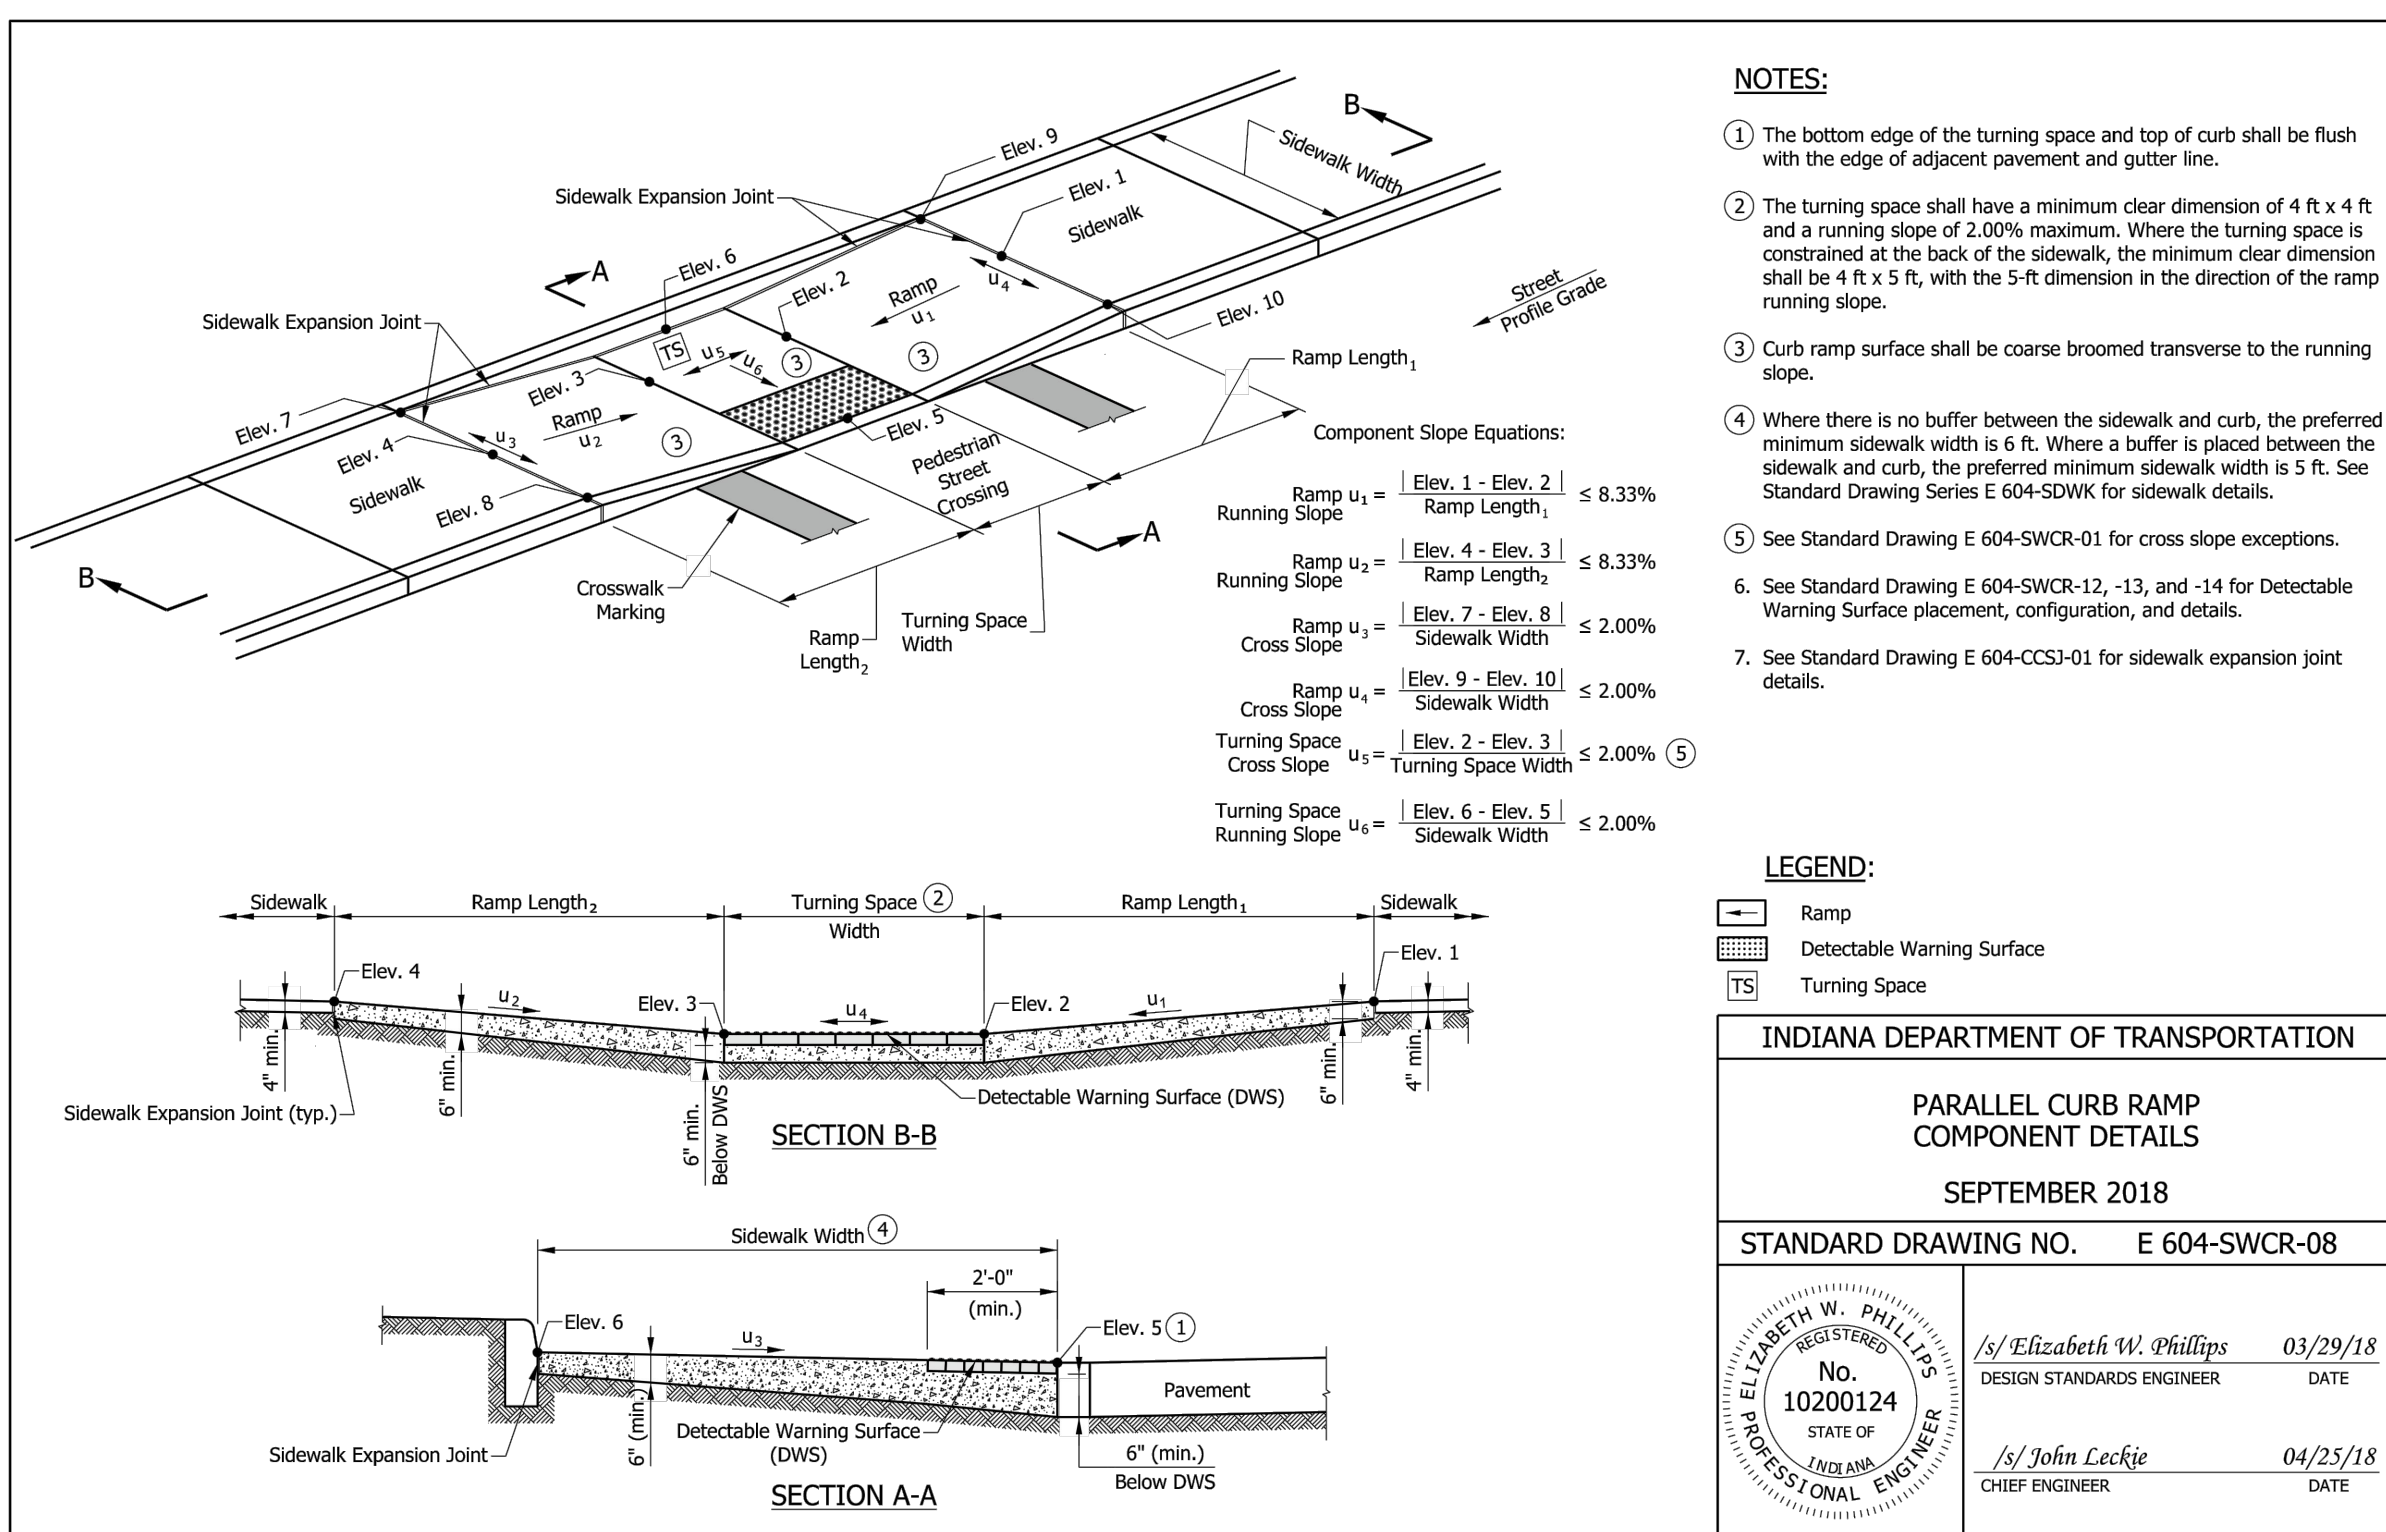 B
Elev. 9
Sidewalk Width
Elev. 1
Sidewalk Expansion Joint
Sidewalk
A
Elev. 6
u4
Elev. 2
Ramp
u1
Elev. 10
Street
Profile Grade
Sidewalk Expansion Joint
TS
u5
u6
3
3
Ramp Length1
Elev. 3
Ramp
u2
3
Elev. 7
u3
Elev. 4
Elev. 5
Pedestrian
Street
Crossing
Sidewalk
Elev. 8
A
B
Crosswalk
Marking
Ramp
Length2
Turning Space
Width
Component Slope Equations:
Ramp u1 = | Elev. 1 - Elev. 2 | ≤ 8.33%
Running Slope Ramp Length1
Ramp u2 = | Elev. 4 - Elev. 3 | ≤ 8.33%
Running Slope Ramp Length2
Ramp u3 = | Elev. 7 - Elev. 8 | ≤ 2.00%
Cross Slope Sidewalk Width
Ramp u4 = |Elev. 9 - Elev. 10| ≤ 2.00%
Cross Slope Sidewalk Width
Turning Space u5 = | Elev. 2 - Elev. 3 | ≤ 2.00% 5
Cross Slope Turning Space Width
Turning Space u6 = | Elev. 6 - Elev. 5 | ≤ 2.00%
Running Slope Sidewalk Width
NOTES:
1 The bottom edge of the turning space and top of curb shall be flush
with the edge of adjacent pavement and gutter line.
2 The turning space shall have a minimum clear dimension of 4 ft x 4 ft
and a running slope of 2.00% maximum. Where the turning space is
constrained at the back of the sidewalk, the minimum clear dimension
shall be 4 ft x 5 ft, with the 5-ft dimension in the direction of the ramp
running slope.
3 Curb ramp surface shall be coarse broomed transverse to the running
slope.
4 Where there is no buffer between the sidewalk and curb, the preferred
minimum sidewalk width is 6 ft. Where a buffer is placed between the
sidewalk and curb, the preferred minimum sidewalk width is 5 ft. See
Standard Drawing Series E 604-SDWK for sidewalk details.
5 See Standard Drawing E 604-SWCR-01 for cross slope exceptions.
6. See Standard Drawing E 604-SWCR-12, -13, and -14 for Detectable
Warning Surface placement, configuration, and details.
7. See Standard Drawing E 604-CCSJ-01 for sidewalk expansion joint
details.
LEGEND:
Ramp
Detectable Warning Surface
TS Turning Space
Sidewalk
Ramp Length2
Turning Space 2
Width
Ramp Length1
Sidewalk
Elev. 4
u2
Elev. 3
u4
Elev. 2
u1
Elev. 1
4" min.
6" min.
6" min.
Below DWS
6" min.
4" min.
Sidewalk Expansion Joint (typ.)
Detectable Warning Surface (DWS)
SECTION B-B
Sidewalk Width 4
2'-0"
(min.)
Elev. 6
u3
Elev. 5 1
Pavement
6" (min.)
Detectable Warning Surface
(DWS)
Sidewalk Expansion Joint
6" (min.)
Below DWS
SECTION A-A
INDIANA DEPARTMENT OF TRANSPORTATION
PARALLEL CURB RAMP
COMPONENT DETAILS
SEPTEMBER 2018
STANDARD DRAWING NO. E 604-SWCR-08
ELIZABETH W. PHILLIPS
REGISTERED
No.
10200124
STATE OF
INDIANA
PROFESSIONAL ENGINEER
/s/ Elizabeth W. Phillips 03/29/18
DESIGN STANDARDS ENGINEER DATE
/s/ John Leckie 04/25/18
CHIEF ENGINEER DATE